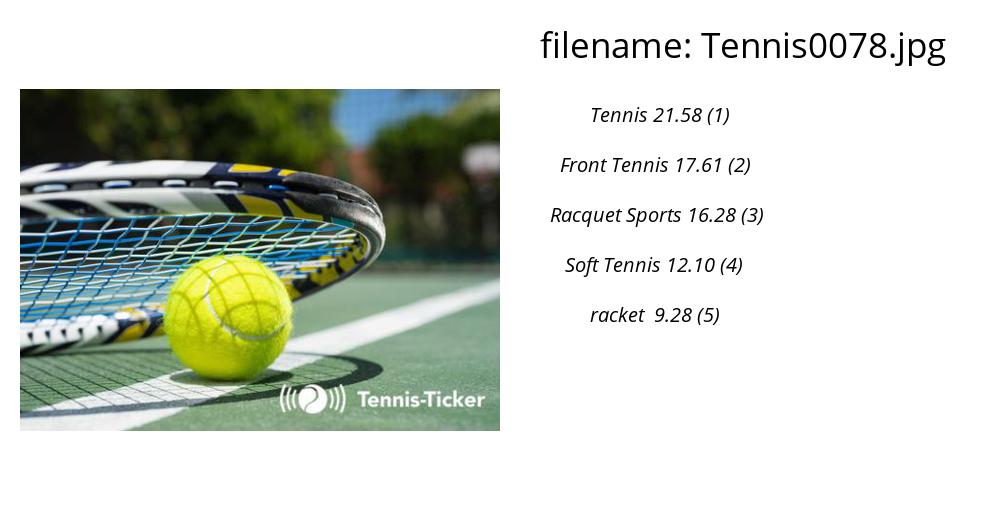 filename: Tennis0078.jpg
Tennis 21.58 (1)
Front Tennis 17.61 (2)
Racquet Sports 16.28 (3)
Soft Tennis 12.10 (4)
racket  9.28 (5)
Tennis-Ticker